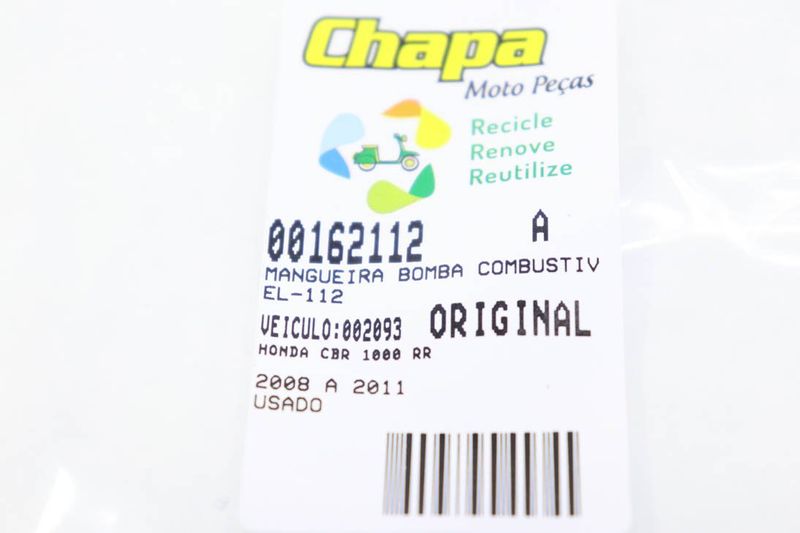 Chapa
Moto Peças
Recicle
Renove
Reutilize
00162112 A
MANGUEIRA BOMBA COMBUSTIV
EL-112
VEICULO:002093 ORIGINAL
HONDA CBR 1000 RR
2008 A 2011
USADO